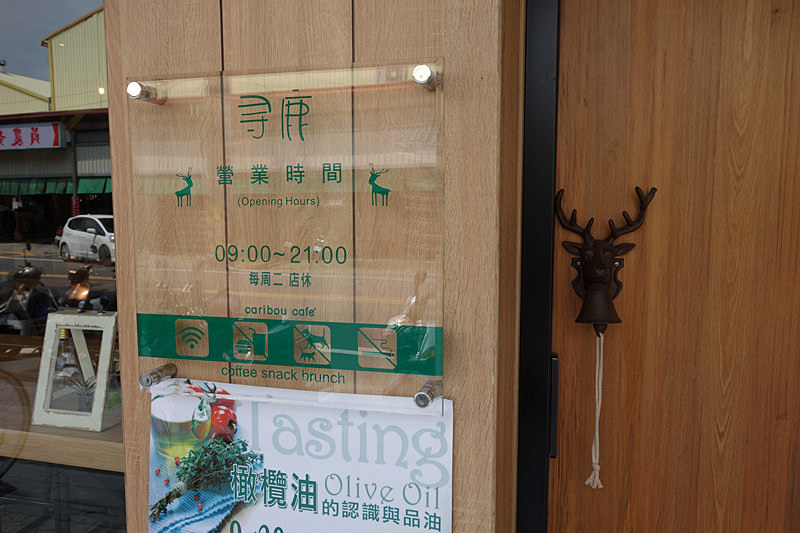 尋鹿
營業時間
(Opening Hours)
09:00~21:00
每周二 店休
caribou café
coffee snack brunch
Tasting
Olive Oil
橄欖油的認識與品油